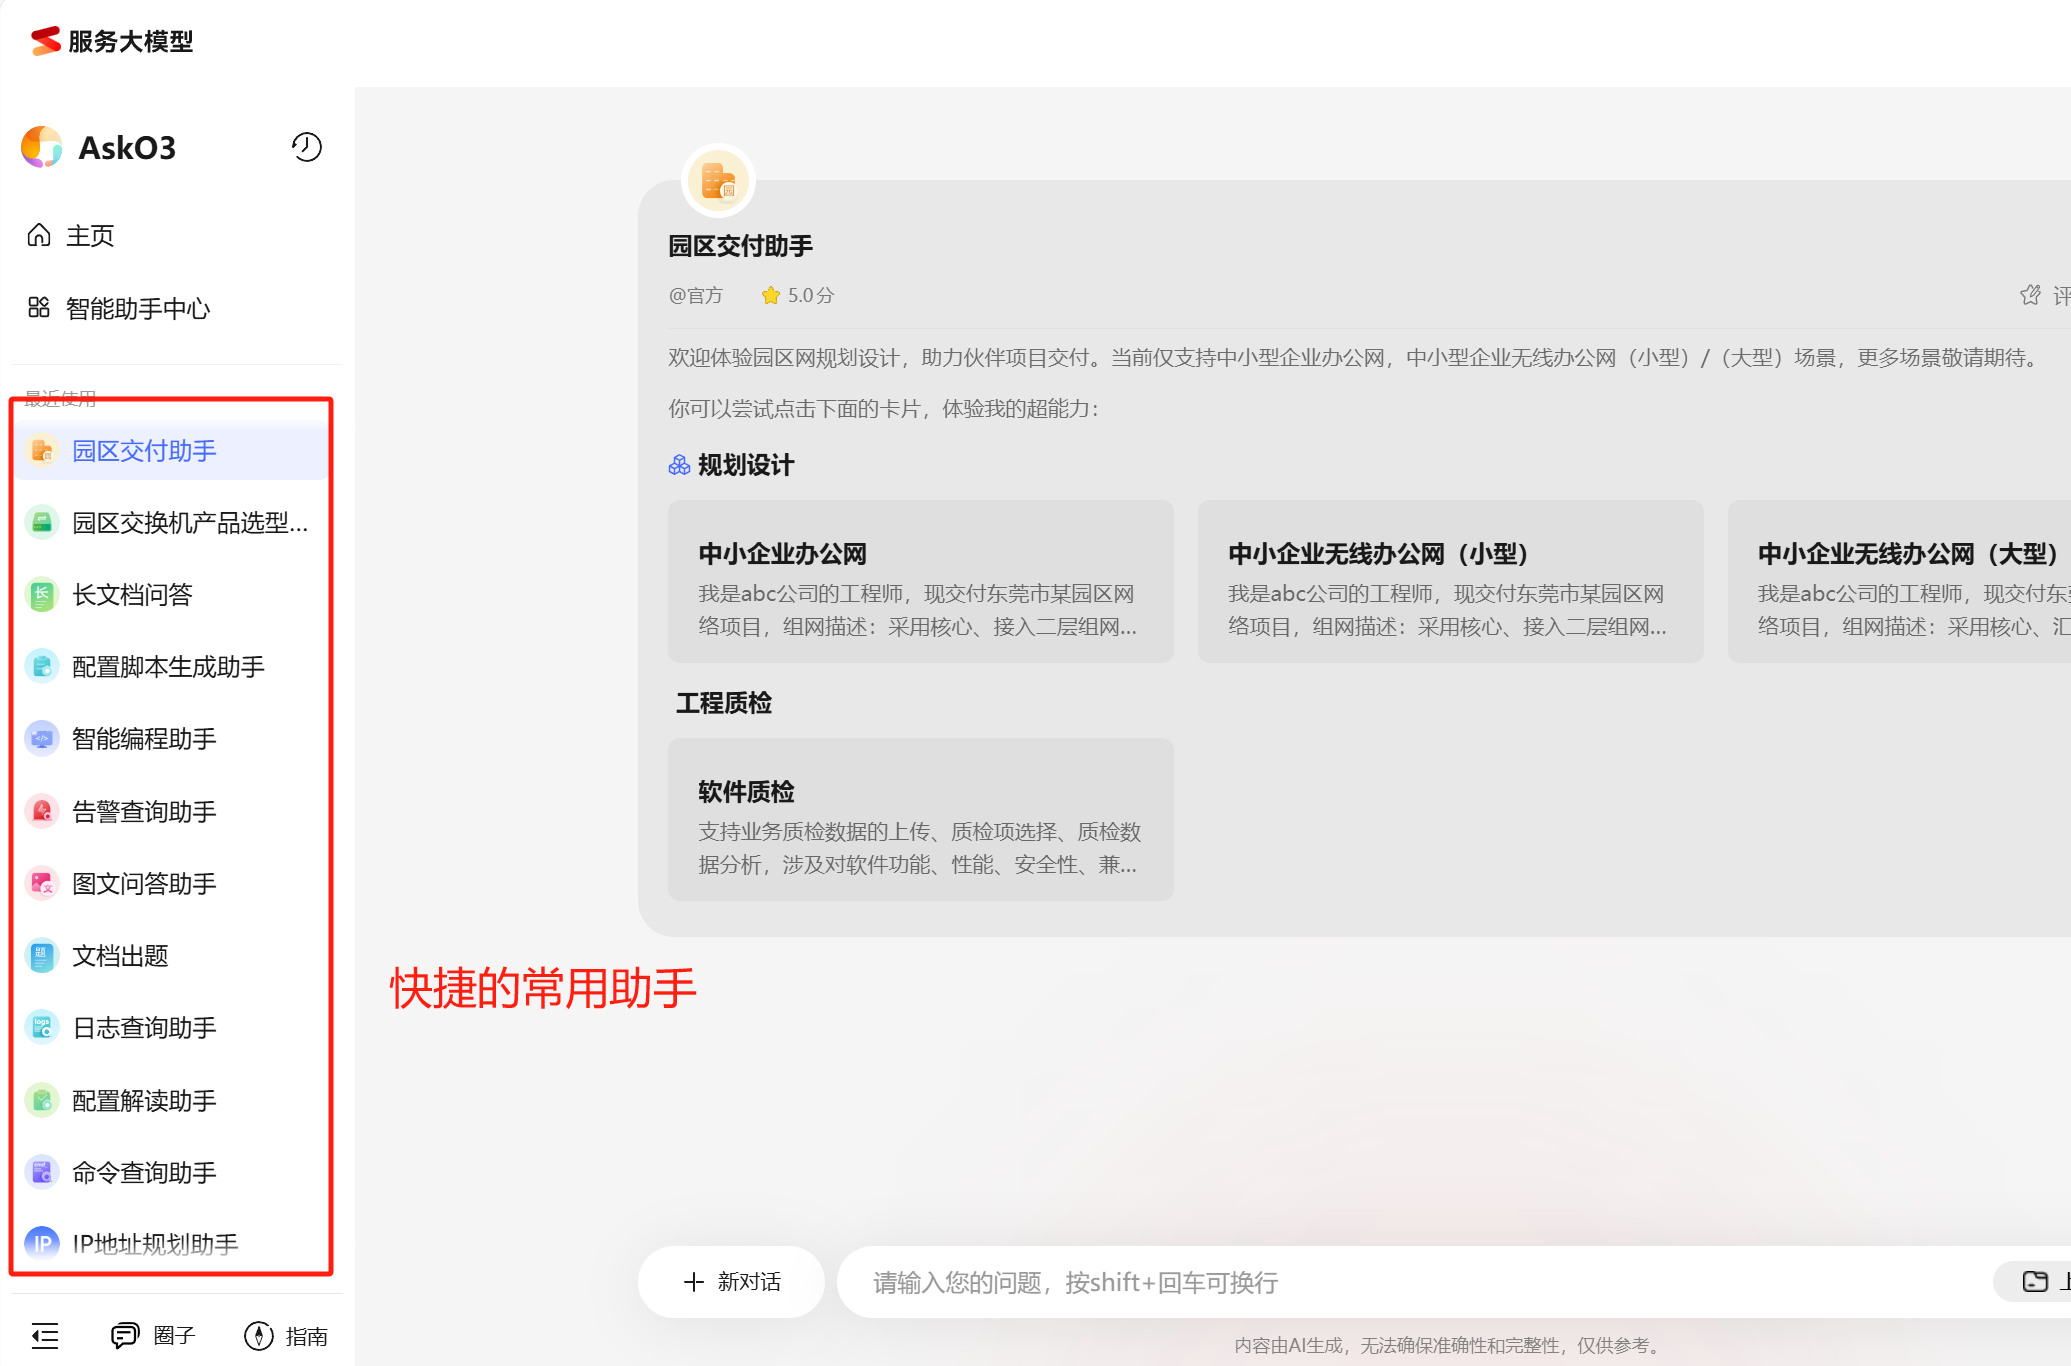 服务大模型
AskO3
主页
智能助手中心
最近使用
园区交付助手
园区交换机产品选型...
长文档问答
配置脚本生成助手
智能编程助手
告警查询助手
图文问答助手
文档出题
日志查询助手
配置解读助手
命令查询助手
IP地址规划助手
圈子
指南
园区交付助手
@官方
5.0分
评
欢迎体验园区网规划设计，助力伙伴项目交付。当前仅支持中小型企业办公网，中小型企业无线办公网（小型）/（大型）场景，更多场景敬请期待。
你可以尝试点击下面的卡片，体验我的超能力：
规划设计
中小企业办公网
我是abc公司的工程师，现交付东莞市某园区网
络项目，组网描述：采用核心、接入二层组网...
中小企业无线办公网（小型）
我是abc公司的工程师，现交付东莞市某园区网
络项目，组网描述：采用核心、接入二层组网...
中小企业无线办公网（大型）
我是abc公司的工程师，现交付东
络项目，组网描述：采用核心、汇
工程质检
软件质检
支持业务质检数据的上传、质检项选择、质检数
据分析，涉及对软件功能、性能、安全性、兼...
快捷的常用助手
新对话
请输入您的问题，按shift+回车可换行
内容由AI生成，无法确保准确性和完整性，仅供参考。